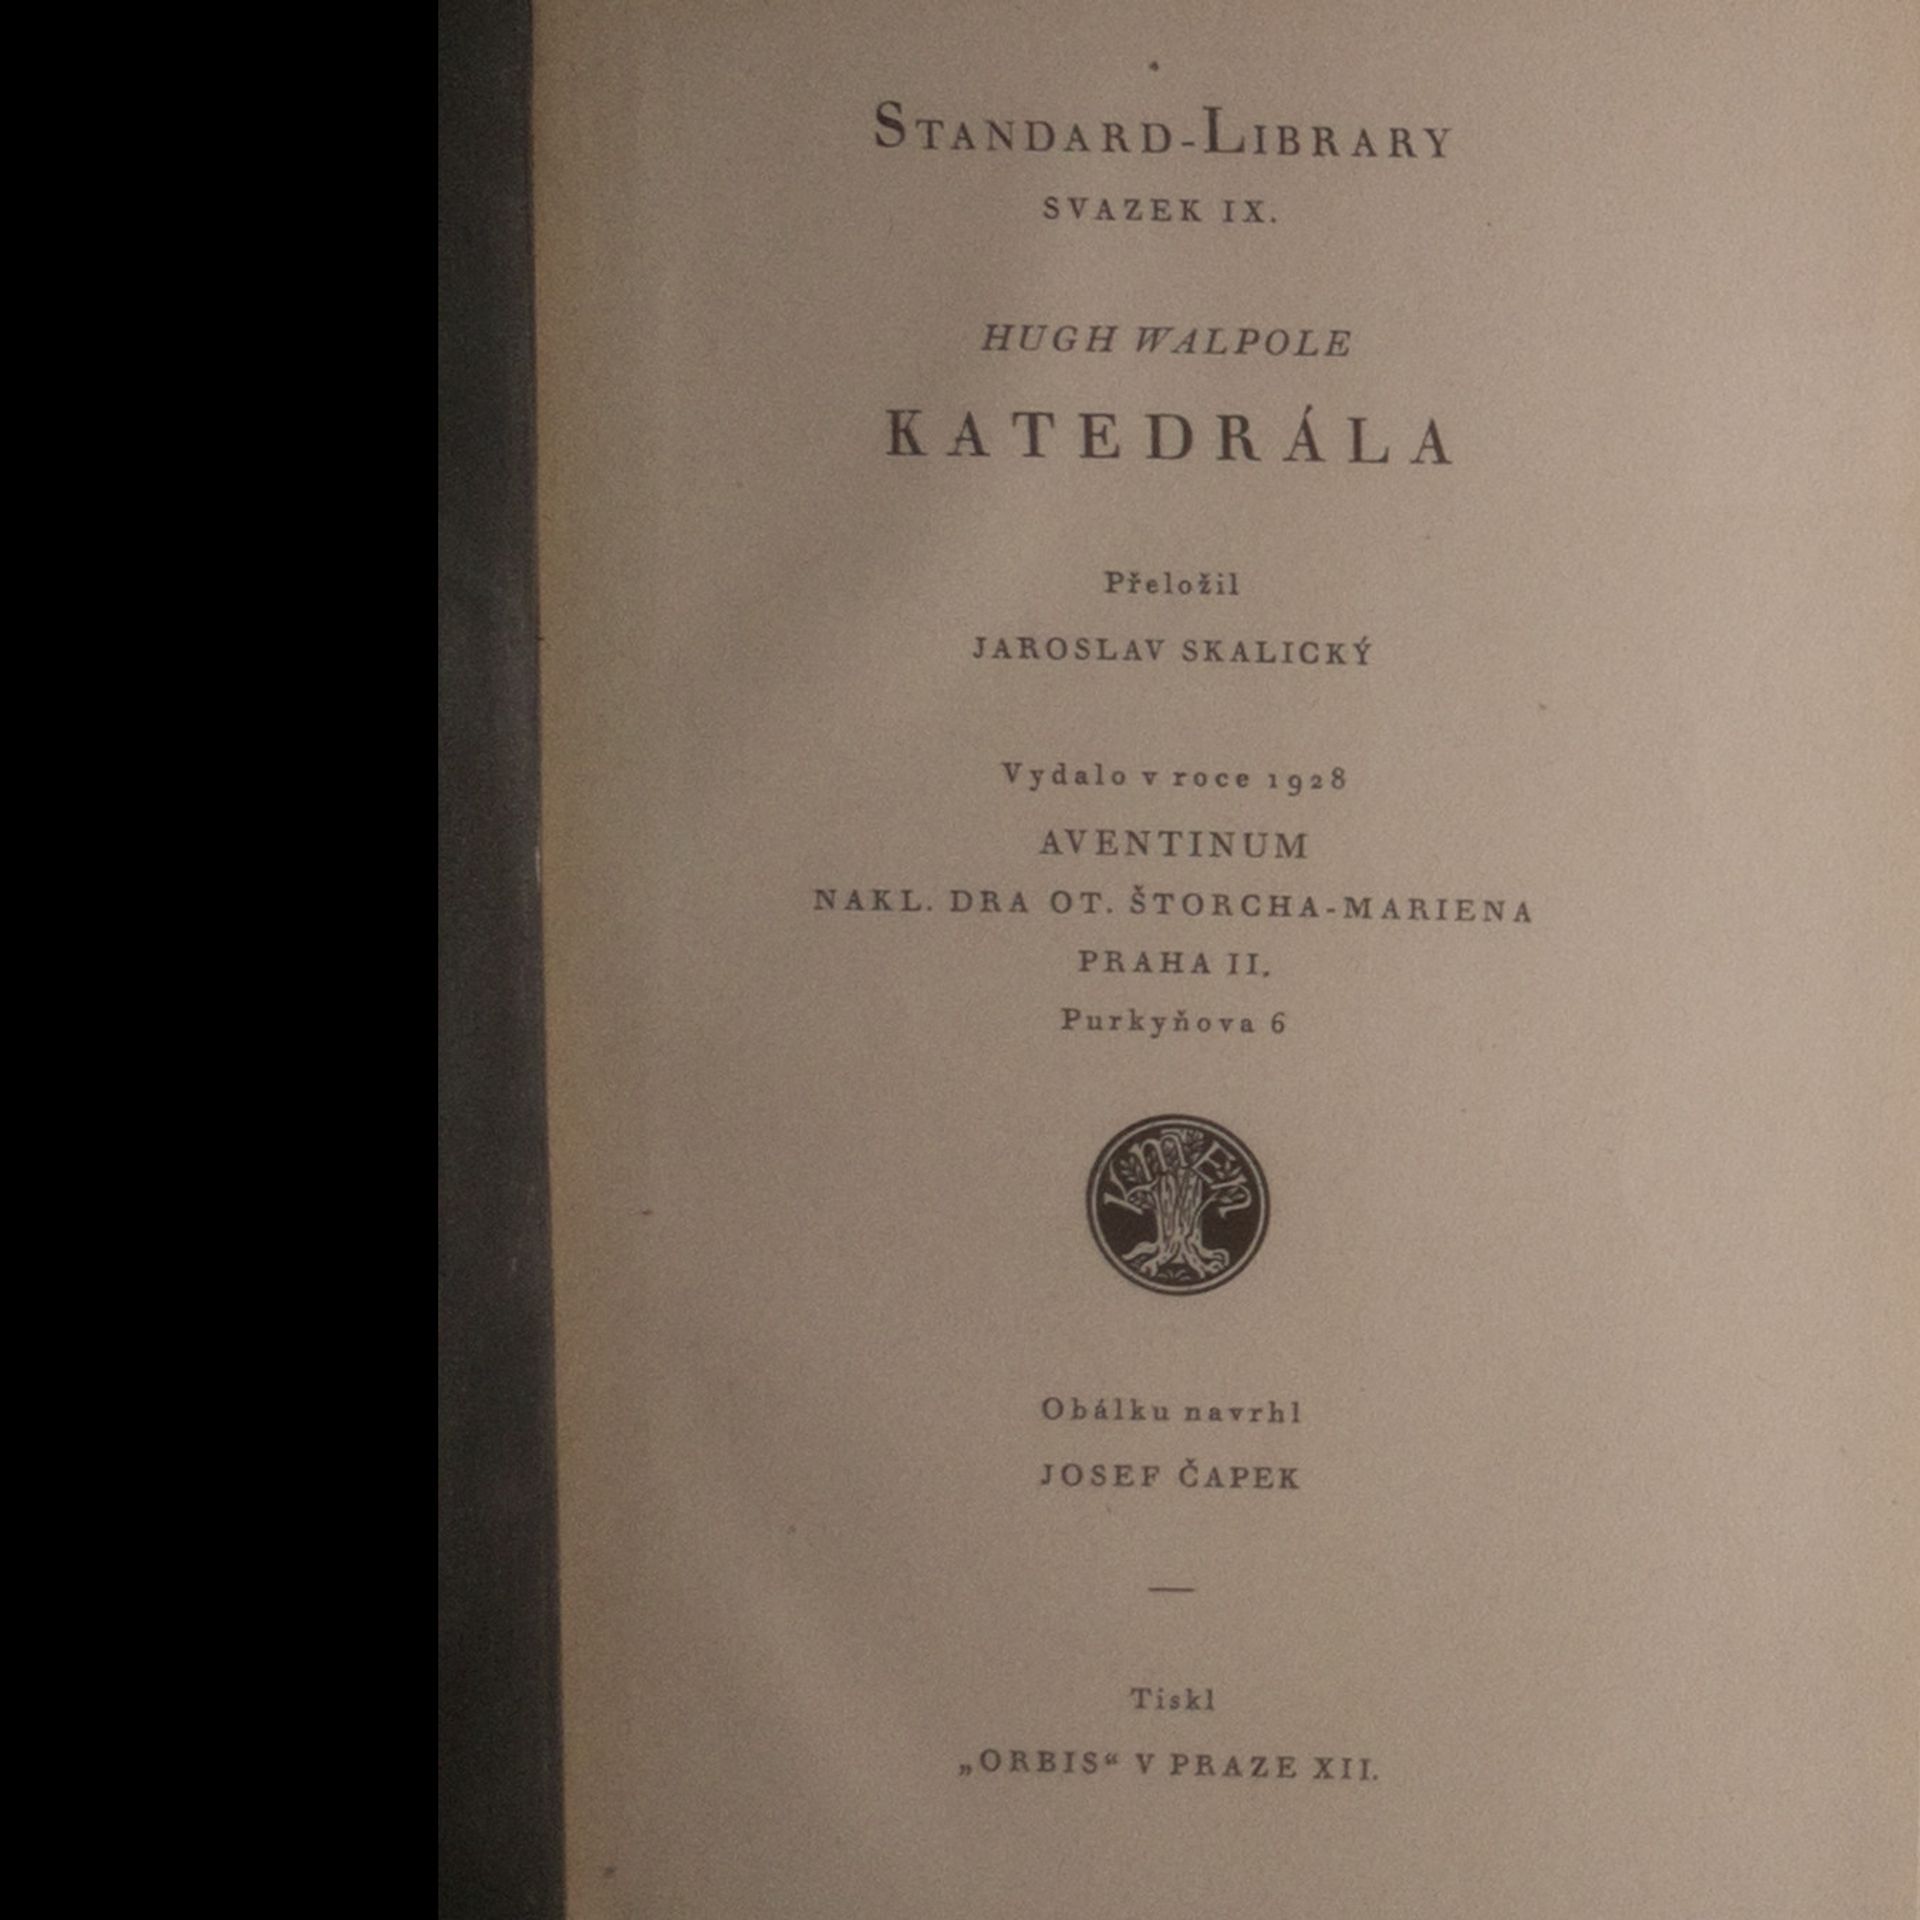 STANDARD-LIBRARY
SVAZEK IX.
HUGH WALPOLE
KATEDRÁLA
Přeložil
JAROSLAV SKALICKÝ
Vydalo v roce 1928
AVENTINUM
NAKL. DRA OT. ŠTORCHA-MARIENA
PRAHA II.
Purkyňova 6
KMEN
Obálku navrhl
JOSEF ČAPEK
Tiskl
„ORBIS“ V PRAZE XII.